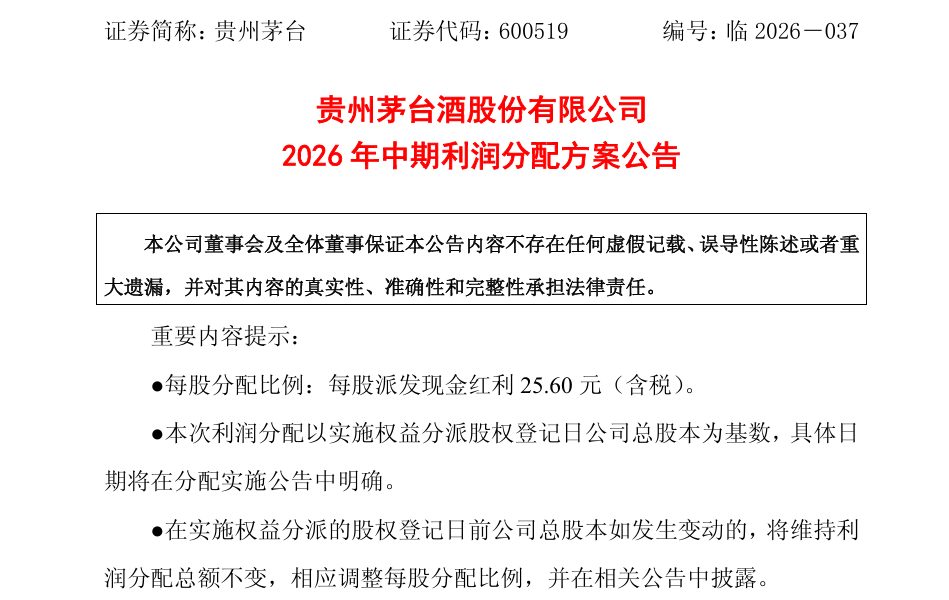 证券简称：贵州茅台 证券代码：600519 编号：临 2026－037
贵州茅台酒股份有限公司
2026 年中期利润分配方案公告
本公司董事会及全体董事保证本公告内容不存在任何虚假记载、误导性陈述或者重
大遗漏，并对其内容的真实性、准确性和完整性承担法律责任。
重要内容提示：
●每股分配比例：每股派发现金红利 25.60 元（含税）。
●本次利润分配以实施权益分派股权登记日公司总股本为基数，具体日
期将在分配实施公告中明确。
●在实施权益分派的股权登记日前公司总股本如发生变动的，将维持利
润分配总额不变，相应调整每股分配比例，并在相关公告中披露。